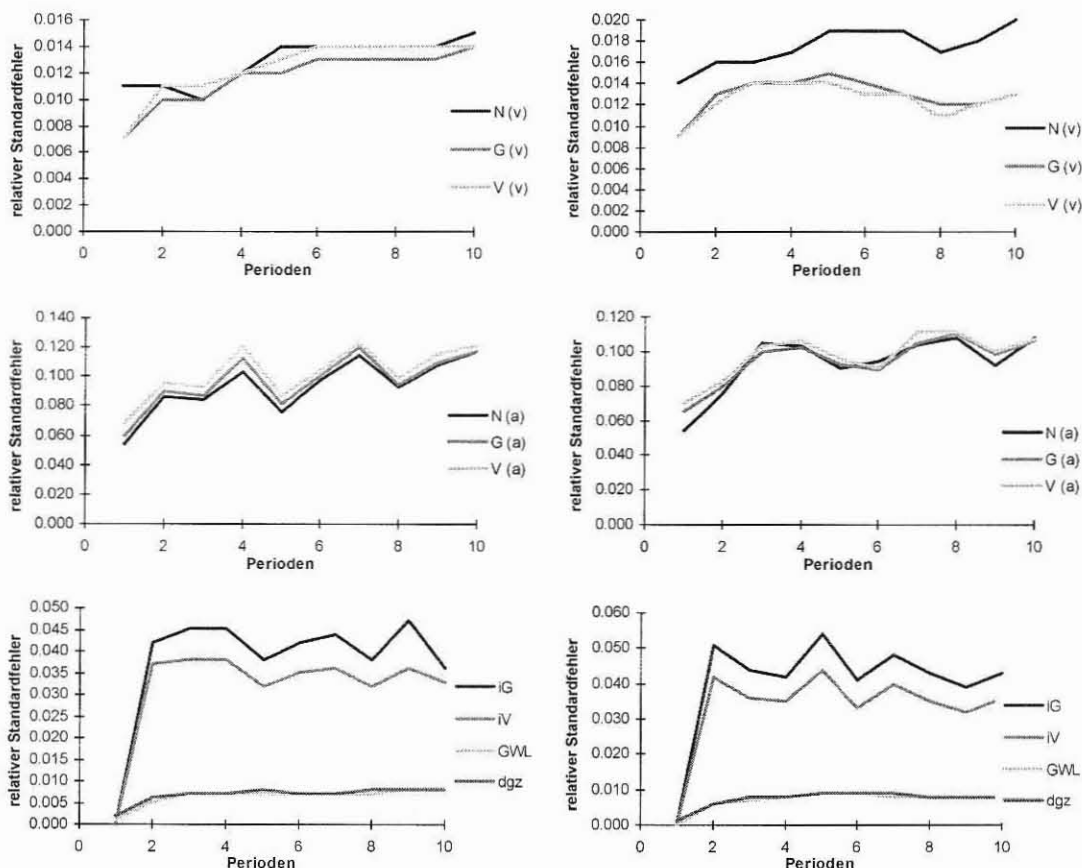 relativer Standardfehler
0.016
0.014
0.012
0.010
0.008
0.006
0.004
0.002
0.000
0 2 4 6 8 10
Perioden
N (v)
G (v)
V (v)
relativer Standardfehler
0.020
0.018
0.016
0.014
0.012
0.010
0.008
0.006
0.004
0.002
0.000
0 2 4 6 8 10
Perioden
N (v)
G (v)
V (v)
relativer Standardfehler
0.140
0.120
0.100
0.080
0.060
0.040
0.020
0.000
0 2 4 6 8 10
Perioden
N (a)
G (a)
V (a)
relativer Standardfehler
0.120
0.100
0.080
0.060
0.040
0.020
0.000
0 2 4 6 8 10
Perioden
N (a)
G (a)
V (a)
relativer Standardfehler
0.050
0.045
0.040
0.035
0.030
0.025
0.020
0.015
0.010
0.005
0.000
0 2 4 6 8 10
Perioden
iG
iV
GWL
dgz
relativer Standardfehler
0.060
0.050
0.040
0.030
0.020
0.010
0.000
0 2 4 6 8 10
Perioden
iG
iV
GWL
dgz